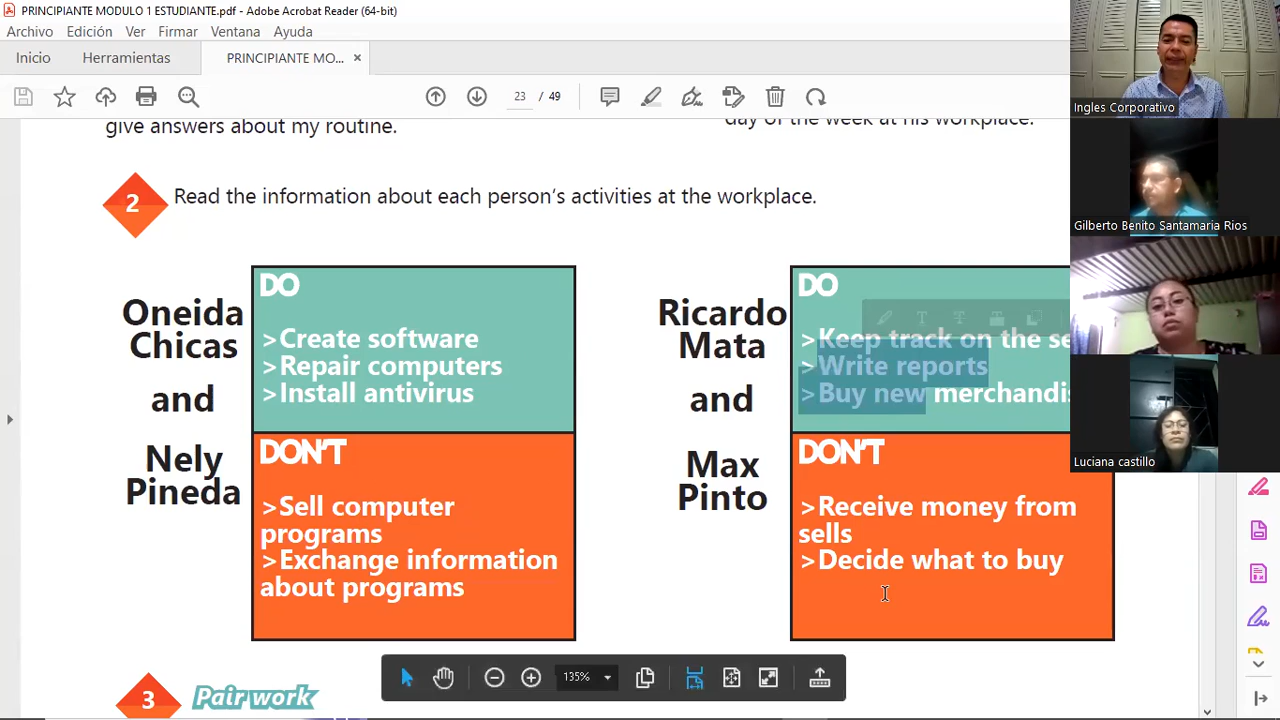 PRINCIPIANTE MODULO 1 ESTUDIANTE.pdf - Adobe Acrobat Reader (64-bit)
Archivo Edición Ver Firmar Ventana Ayuda
Inicio Herramientas PRINCIPIANTE MO... ×
23 / 49
give answers about my routine.
day of the week at his workplace.
2 Read the information about each person's activities at the workplace.
Oneida
Chicas
and
Nely
Pineda
DO
>Create software
>Repair computers
>Install antivirus
DON'T
>Sell computer
programs
>Exchange information
about programs
Ricardo
Mata
and
Max
Pinto
DO
>Keep track on the se
>Write reports
>Buy new merchandis
DON'T
>Receive money from
sells
>Decide what to buy
3 Pair work
135%
Ingles Corporativo
Gilberto Benito Santamaria Rios
Luciana castillo